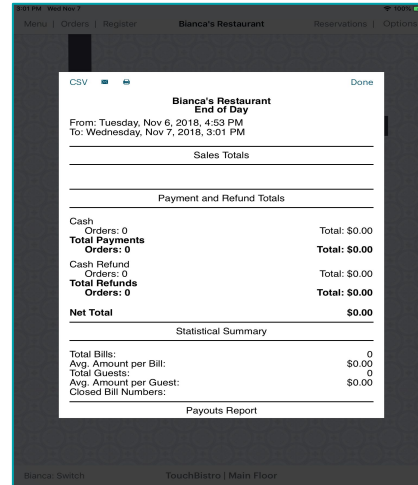 3:01 PM Wed Nov 7 100%
Menu | Orders | Register Bianca's Restaurant Reservations | Options
CSV Done
Bianca's Restaurant
End of Day
From: Tuesday, Nov 6, 2018, 4:53 PM
To: Wednesday, Nov 7, 2018, 3:01 PM
Sales Totals
Payment and Refund Totals
Cash
Orders: 0 Total: $0.00
Total Payments
Orders: 0 Total: $0.00
Cash Refund
Orders: 0 Total: $0.00
Total Refunds
Orders: 0 Total: $0.00
Net Total $0.00
Statistical Summary
Total Bills: 0
Avg. Amount per Bill: $0.00
Total Guests: 0
Avg. Amount per Guest: $0.00
Closed Bill Numbers:
Payouts Report
Bianca: Switch TouchBistro | Main Floor